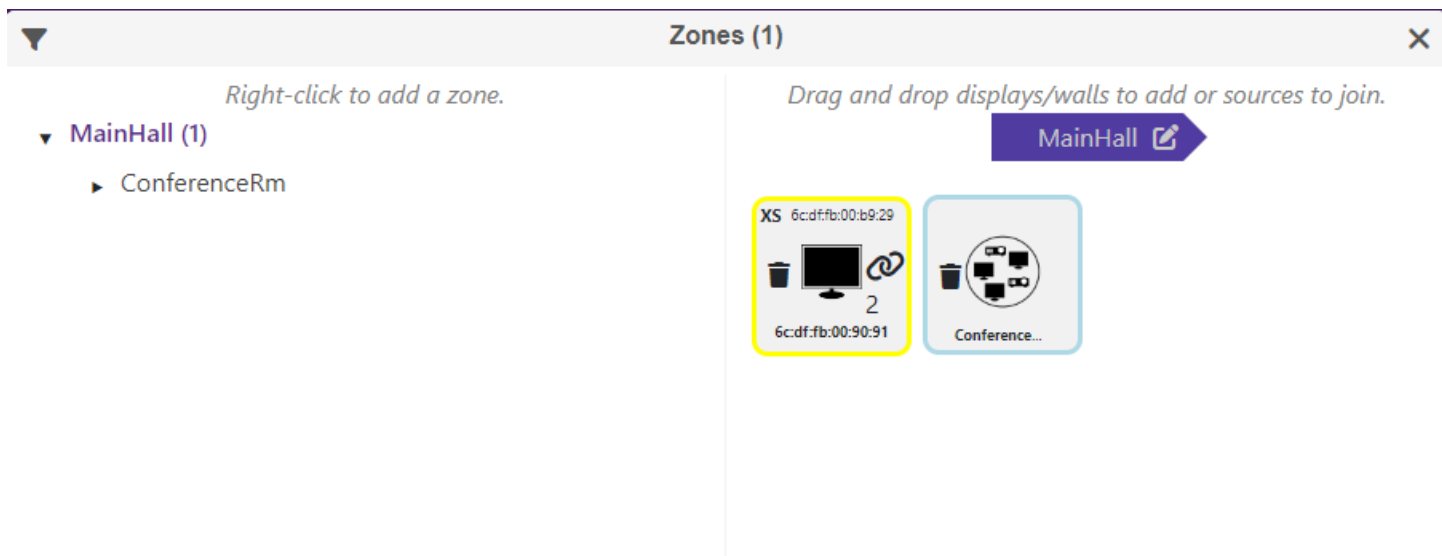 Zones (1)
Right-click to add a zone.
MainHall (1)
ConferenceRm
Drag and drop displays/walls to add or sources to join.
MainHall
XS 6c:df:fb:00:b9:29
2
6c:df:fb:00:90:91
Conference...